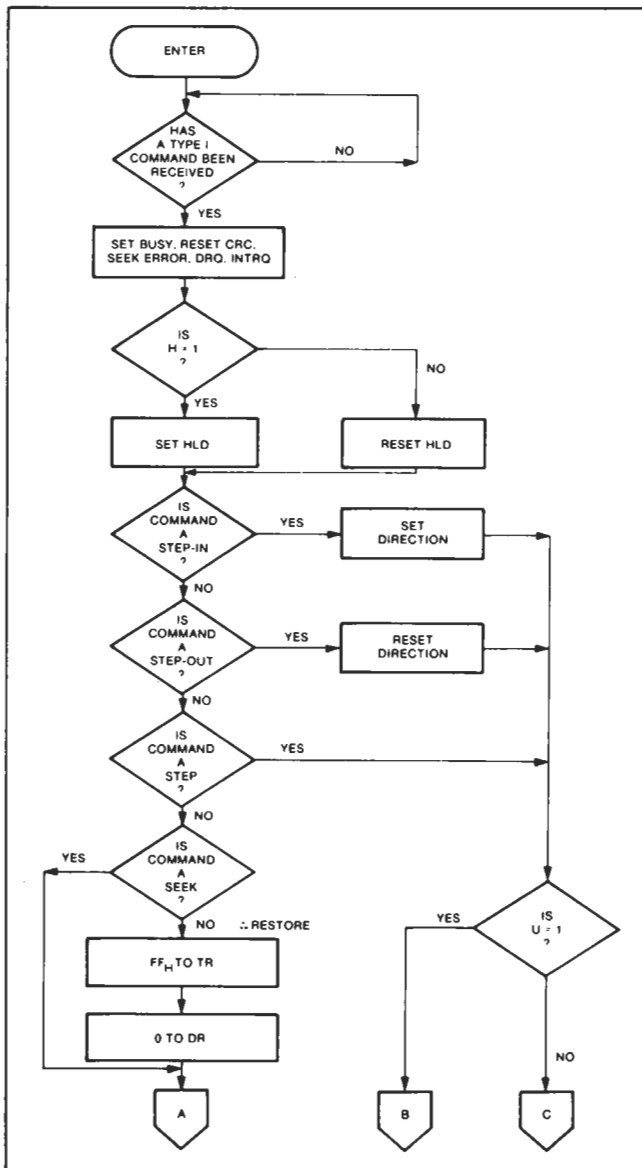 ENTER
HAS
A TYPE I
COMMAND BEEN
RECEIVED
?
NO
YES
SET BUSY, RESET CRC,
SEEK ERROR, DRQ, INTRQ
IS
H = 1
?
NO
YES
SET HLD
RESET HLD
IS
COMMAND
A
STEP-IN
?
YES
SET
DIRECTION
NO
IS
COMMAND
A
STEP-OUT
?
YES
RESET
DIRECTION
NO
IS
COMMAND
A
STEP
?
YES
NO
IS
COMMAND
A
SEEK
?
YES
NO ∴ RESTORE
IS
U = 1
?
YES
FFH TO TR
0 TO DR
NO
A
B
C